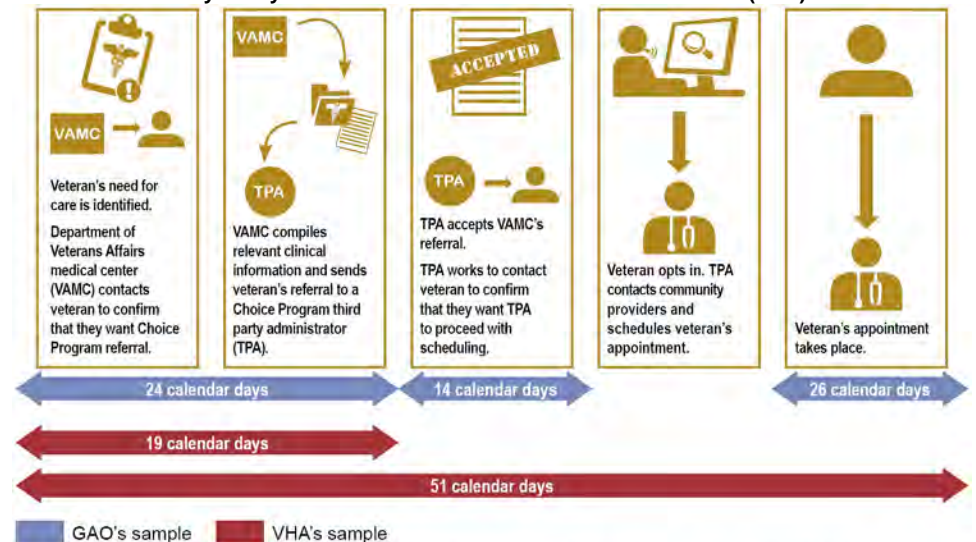 VAMC
Veteran's need for
care is identified.
Department of
Veterans Affairs
medical center
(VAMC) contacts
veteran to confirm
that they want Choice
Program referral.
VAMC
TPA
VAMC compiles
relevant clinical
information and sends
veteran's referral to a
Choice Program third
party administrator
(TPA).
ACCEPTED
TPA
TPA accepts VAMC's
referral.
TPA works to contact
veteran to confirm
that they want TPA
to proceed with
scheduling.
Veteran opts in. TPA
contacts community
providers and
schedules veteran's
appointment.
Veteran's appointment
takes place.
24 calendar days
14 calendar days
26 calendar days
19 calendar days
51 calendar days
GAO's sample
VHA's sample